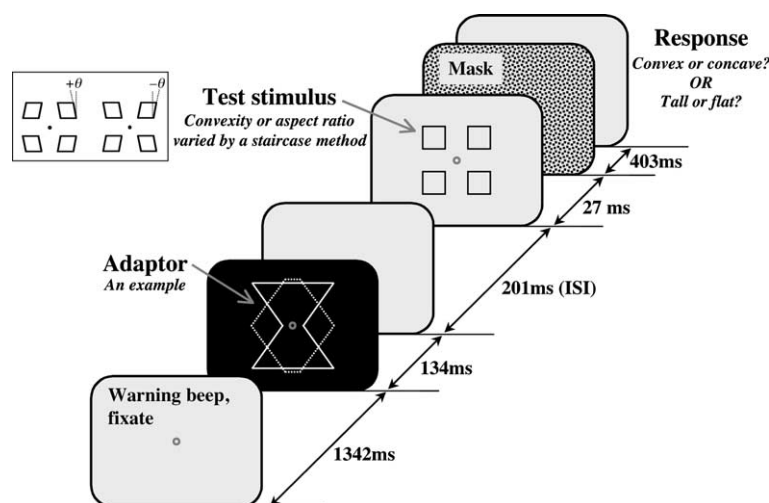 Response
Convex or concave?
OR
Tall or flat?
Mask
+θ
−θ
Test stimulus
Convexity or aspect ratio
varied by a staircase method
403ms
27 ms
201ms (ISI)
Adaptor
An example
134ms
Warning beep,
fixate
1342ms